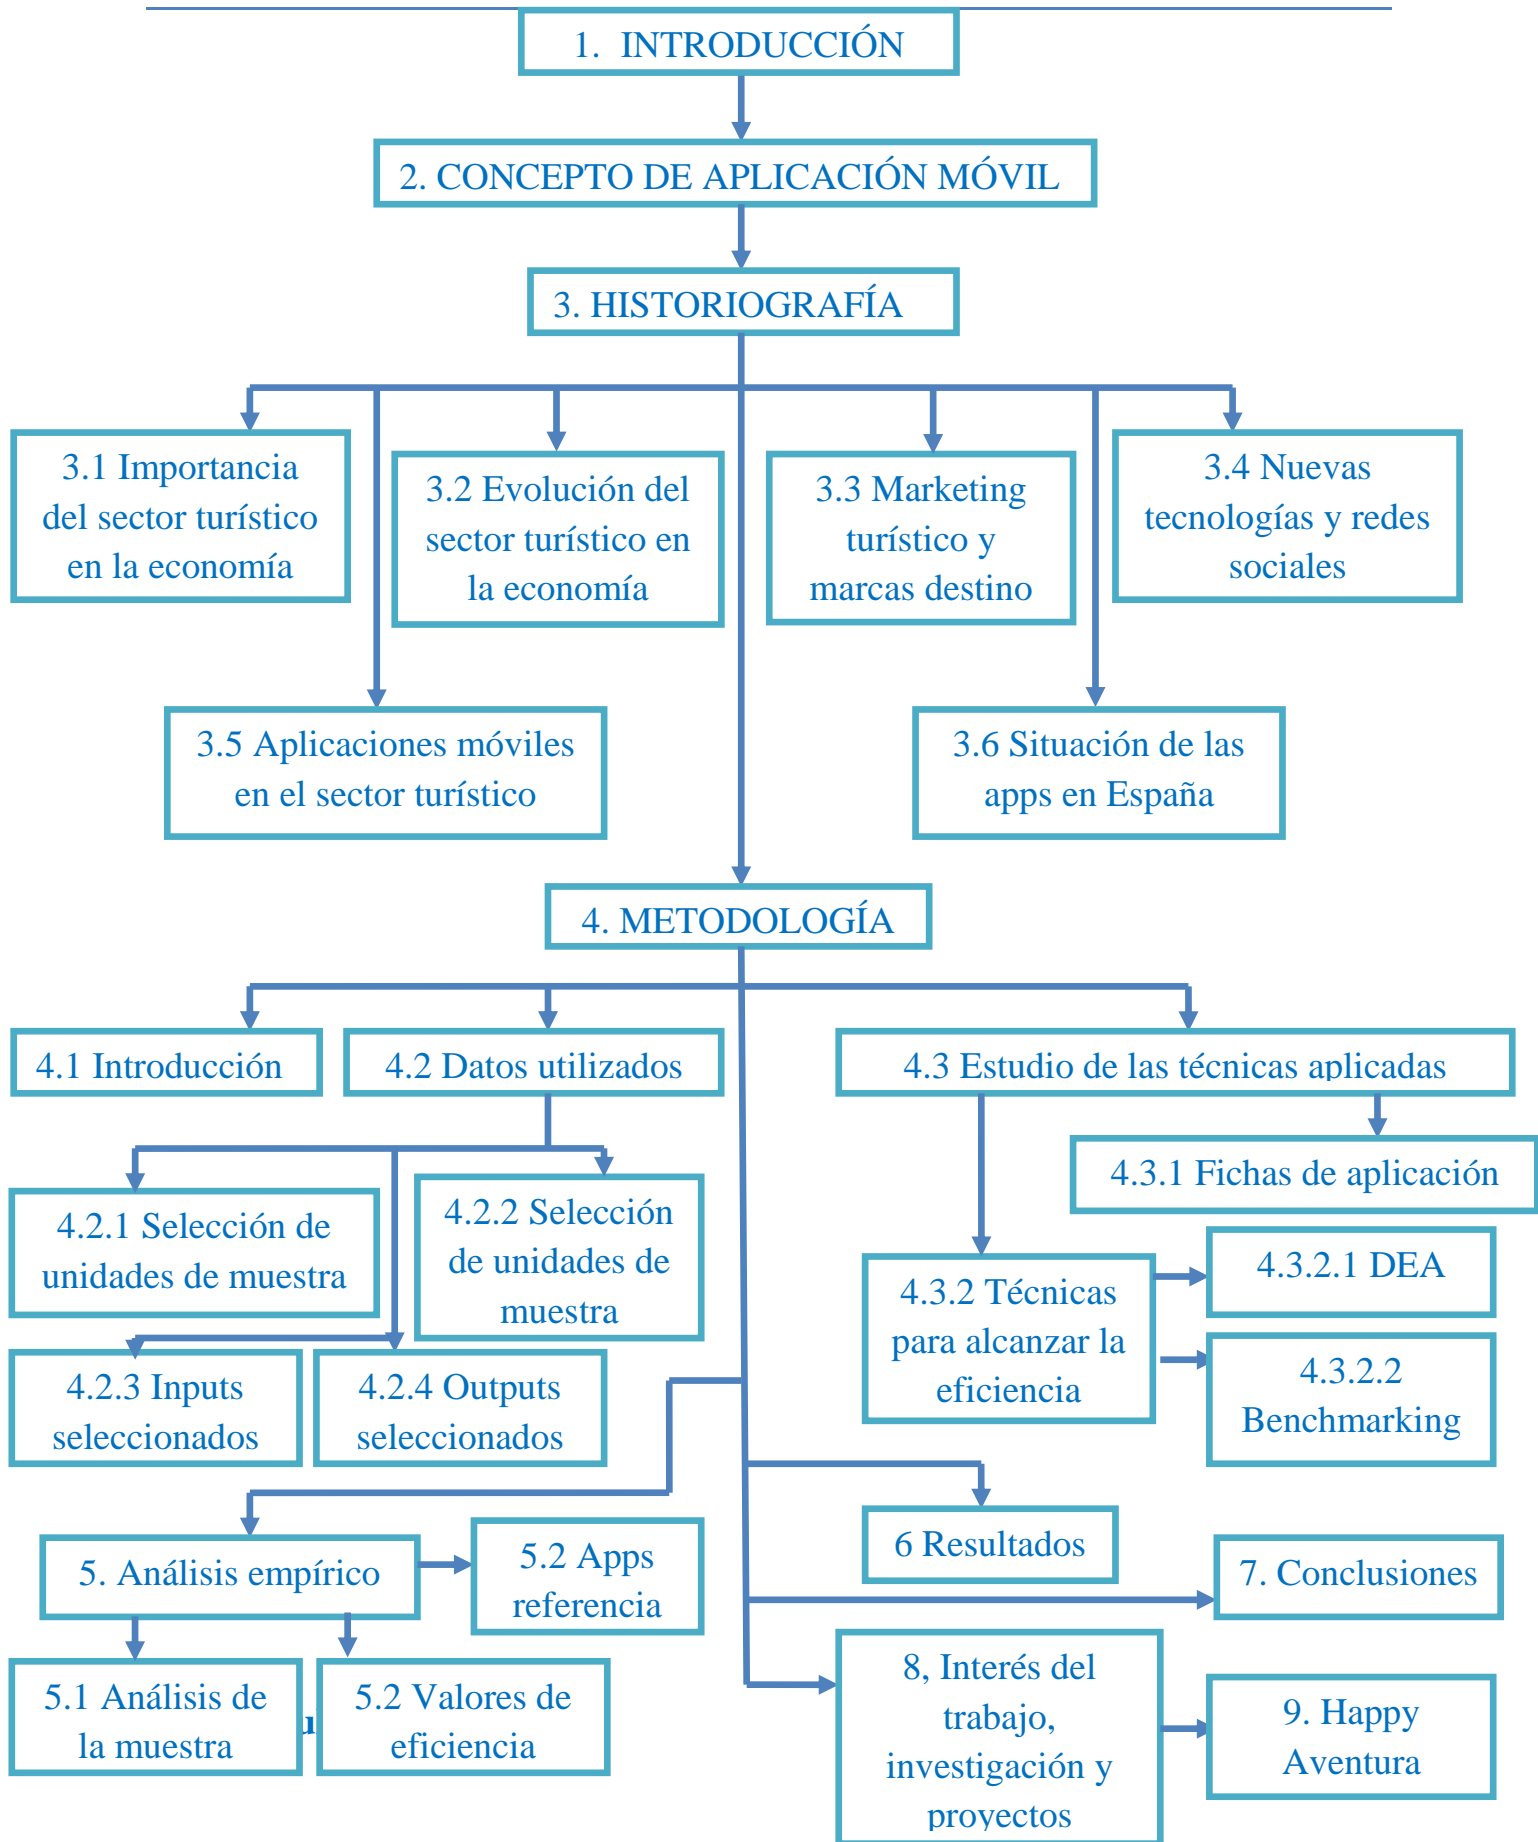 1. INTRODUCCIÓN
2. CONCEPTO DE APLICACIÓN MÓVIL
3. HISTORIOGRAFÍA
3.1 Importancia
del sector turístico
en la economía
3.2 Evolución del
sector turístico en
la economía
3.3 Marketing
turístico y
marcas destino
3.4 Nuevas
tecnologías y redes
sociales
3.5 Aplicaciones móviles
en el sector turístico
3.6 Situación de las
apps en España
4. METODOLOGÍA
4.1 Introducción
4.2 Datos utilizados
4.3 Estudio de las técnicas aplicadas
4.3.1 Fichas de aplicación
4.2.1 Selección de
unidades de muestra
4.2.2 Selección
de unidades de
muestra
4.3.2 Técnicas
para alcanzar la
eficiencia
4.3.2.1 DEA
4.3.2.2
Benchmarking
4.2.3 Inputs
seleccionados
4.2.4 Outputs
seleccionados
5. Análisis empírico
5.2 Apps
referencia
6 Resultados
7. Conclusiones
5.1 Análisis de
la muestra
5.2 Valores de
eficiencia
8, Interés del
trabajo,
investigación y
proyectos
9. Happy
Aventura